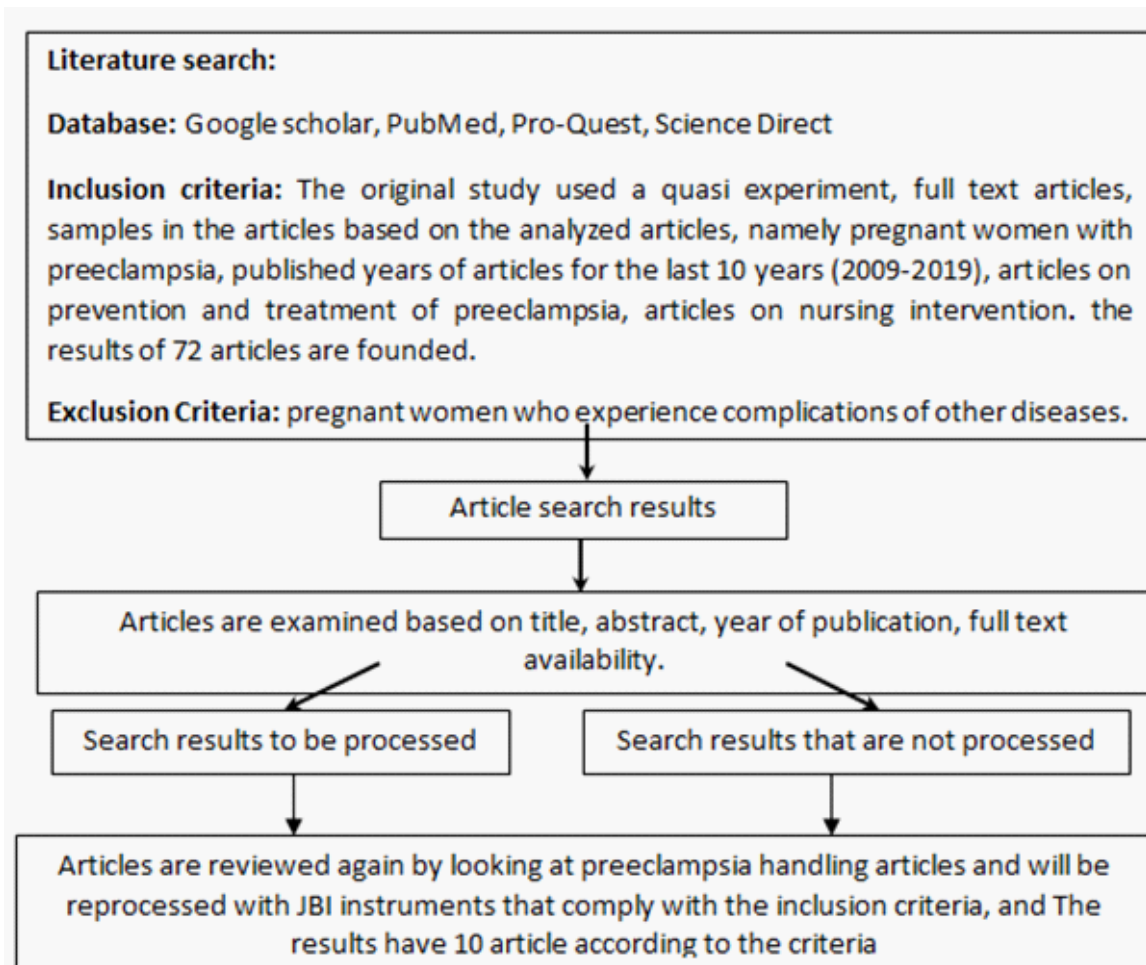 Literature search:
Database: Google scholar, PubMed, Pro-Quest, Science Direct
Inclusion criteria: The original study used a quasi experiment, full text articles,
samples in the articles based on the analyzed articles, namely pregnant women with
preeclampsia, published years of articles for the last 10 years (2009-2019), articles on
prevention and treatment of preeclampsia, articles on nursing intervention. the
results of 72 articles are founded.
Exclusion Criteria: pregnant women who experience complications of other diseases.
Article search results
Articles are examined based on title, abstract, year of publication, full text
availability.
Search results to be processed
Search results that are not processed
Articles are reviewed again by looking at preeclampsia handling articles and will be
reprocessed with JBI instruments that comply with the inclusion criteria, and The
results have 10 article according to the criteria